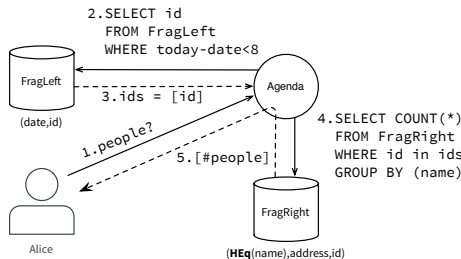 2.SELECT id
FROM FragLeft
WHERE today-date<8
FragLeft
Agenda
3.ids = [id]
(date,id)
1.people?
4.SELECT COUNT(*)
FROM FragRight
WHERE id in ids
GROUP BY (name)
5.[#people]
FragRight
Alice
(HEq(name),address,id)